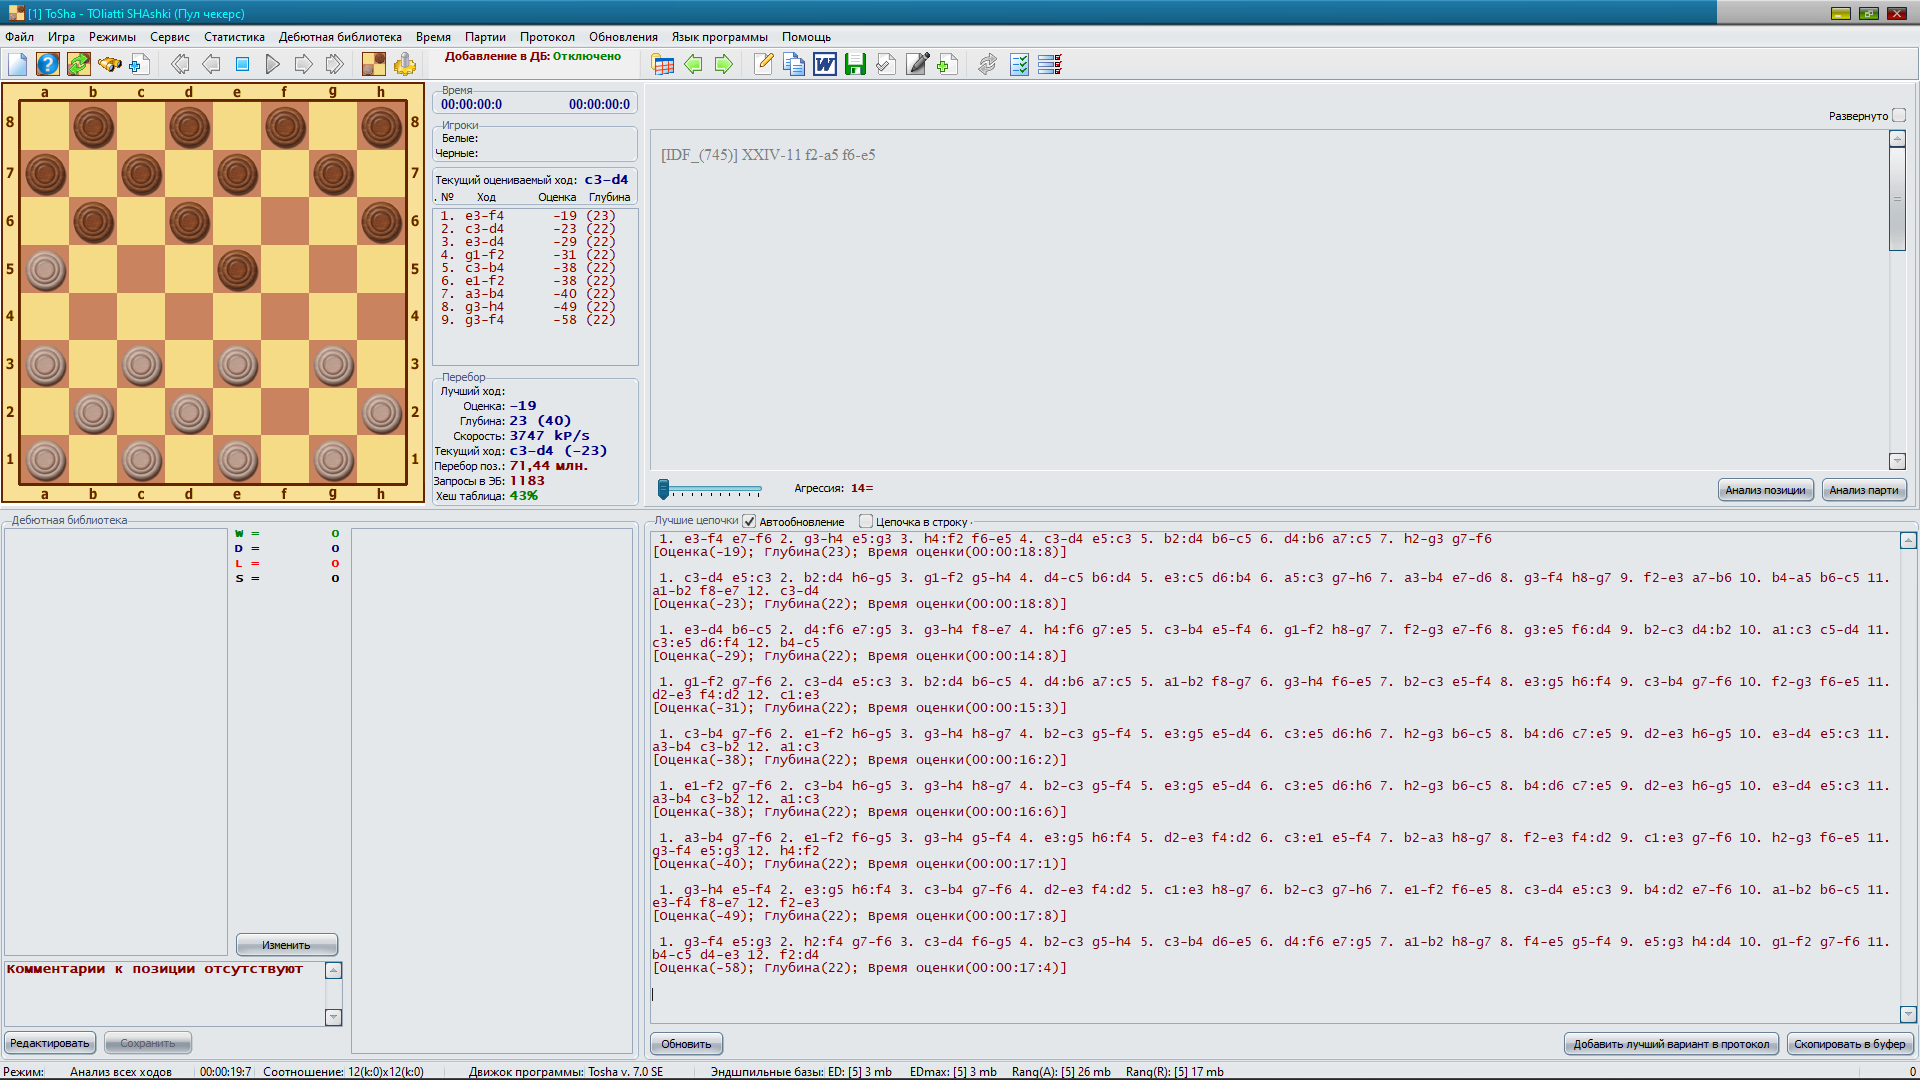 [1] ToSha - TOliatti SHAshki (Пул чекерс)
Файл Игра Режимы Сервис Статистика Дебютная библиотека Время Партии Протокол Обновления Язык программы Помощь
Добавление в ДБ: Отключено
a b c d e f g h
8 8
7 7
6 6
5 5
4 4
3 3
2 2
1 1
a b c d e f g h
Время
00:00:00:0 00:00:00:0
Игроки
Белые:
Черные:
Текущий оцениваемый ход: c3-d4
. № Ход Оценка Глубина
1. e3-f4 -19 (23)
2. c3-d4 -23 (22)
3. e3-d4 -29 (22)
4. g1-f2 -31 (22)
5. c3-b4 -38 (22)
6. e1-f2 -38 (22)
7. a3-b4 -40 (22)
8. g3-h4 -49 (22)
9. g3-f4 -58 (22)
Перебор
Лучший ход:
Оценка: -19
Глубина: 23 (40)
Скорость: 3747 kP/s
Текущий ход: c3-d4 (-23)
Перебор поз.: 71,44 млн.
Запросы в ЭБ: 1183
Хеш таблица: 43%
Развернуто
[IDF_(745)] XXIV-11 f2-a5 f6-e5
Агрессия: 14=
Анализ позиции
Анализ парти
Дебютная библиотека
W = 0
D = 0
L = 0
S = 0
Изменить
Комментарии к позиции отсутствуют
Редактировать
Сохранить
Лучшие цепочки Автообновление Цепочка в строку
1. e3-f4 e7-f6 2. g3-h4 e5:g3 3. h4:f2 f6-e5 4. c3-d4 e5:c3 5. b2:d4 b6-c5 6. d4:b6 a7:c5 7. h2-g3 g7-f6
[Оценка(-19); Глубина(23); Время оценки(00:00:18:8)]
1. c3-d4 e5:c3 2. b2:d4 h6-g5 3. g1-f2 g5-h4 4. d4-c5 b6:d4 5. e3:c5 d6:b4 6. a5:c3 g7-h6 7. a3-b4 e7-d6 8. g3-f4 h8-g7 9. f2-e3 a7-b6 10. b4-a5 b6-c5 11.
a1-b2 f8-e7 12. c3-d4
[Оценка(-23); Глубина(22); Время оценки(00:00:18:8)]
1. e3-d4 b6-c5 2. d4:f6 e7:g5 3. g3-h4 f8-e7 4. h4:f6 g7:e5 5. c3-b4 e5-f4 6. g1-f2 h8-g7 7. f2-g3 e7-f6 8. g3:e5 f6:d4 9. b2-c3 d4:b2 10. a1:c3 c5-d4 11.
c3:e5 d6:f4 12. b4-c5
[Оценка(-29); Глубина(22); Время оценки(00:00:14:8)]
1. g1-f2 g7-f6 2. c3-d4 e5:c3 3. b2:d4 b6-c5 4. d4:b6 a7:c5 5. a1-b2 f8-g7 6. g3-h4 f6-e5 7. b2-c3 e5-f4 8. e3:g5 h6:f4 9. c3-b4 g7-f6 10. f2-g3 f6-e5 11.
d2-e3 f4:d2 12. c1:e3
[Оценка(-31); Глубина(22); Время оценки(00:00:15:3)]
1. c3-b4 g7-f6 2. e1-f2 h6-g5 3. g3-h4 h8-g7 4. b2-c3 g5-f4 5. e3:g5 e5-d4 6. c3:e5 d6:h6 7. h2-g3 b6-c5 8. b4:d6 c7:e5 9. d2-e3 h6-g5 10. e3-d4 e5:c3 11.
a3-b4 c3-b2 12. a1:c3
[Оценка(-38); Глубина(22); Время оценки(00:00:16:2)]
1. e1-f2 g7-f6 2. c3-b4 h6-g5 3. g3-h4 h8-g7 4. b2-c3 g5-f4 5. e3:g5 e5-d4 6. c3:e5 d6:h6 7. h2-g3 b6-c5 8. b4:d6 c7:e5 9. d2-e3 h6-g5 10. e3-d4 e5:c3 11.
a3-b4 c3-b2 12. a1:c3
[Оценка(-38); Глубина(22); Время оценки(00:00:16:6)]
1. a3-b4 g7-f6 2. e1-f2 f6-g5 3. g3-h4 g5-f4 4. e3:g5 h6:f4 5. d2-e3 f4:d2 6. c3:e1 e5-f4 7. b2-a3 h8-g7 8. f2-e3 f4:d2 9. c1:e3 g7-f6 10. h2-g3 f6-e5 11.
g3-f4 e5:g3 12. h4:f2
[Оценка(-40); Глубина(22); Время оценки(00:00:17:1)]
1. g3-h4 e5-f4 2. e3:g5 h6:f4 3. c3-b4 g7-f6 4. d2-e3 f4:d2 5. c1:e3 h8-g7 6. b2-c3 g7-h6 7. e1-f2 f6-e5 8. c3-d4 e5:c3 9. b4:d2 e7-f6 10. a1-b2 b6-c5 11.
e3-f4 f8-e7 12. f2-e3
[Оценка(-49); Глубина(22); Время оценки(00:00:17:8)]
1. g3-f4 e5:g3 2. h2:f4 g7-f6 3. c3-d4 f6-g5 4. b2-c3 g5-h4 5. c3-b4 d6-e5 6. d4:f6 e7:g5 7. a1-b2 h8-g7 8. f4-e5 g5-f4 9. e5:g3 h4:d4 10. g1-f2 g7-f6 11.
b4-c5 d4-e3 12. f2:d4
[Оценка(-58); Глубина(22); Время оценки(00:00:17:4)]
Обновить
Добавить лучший вариант в протокол
Скопировать в буфер
Режим: Анализ всех ходов 00:00:19:7 Соотношение: 12(k:0)x12(k:0) Движок программы: Tosha v. 7.0 SE Эндшпильные базы: ED: [5] 3 mb EDmax: [5] 3 mb Rang(A): [5] 26 mb Rang(R): [5] 17 mb 0